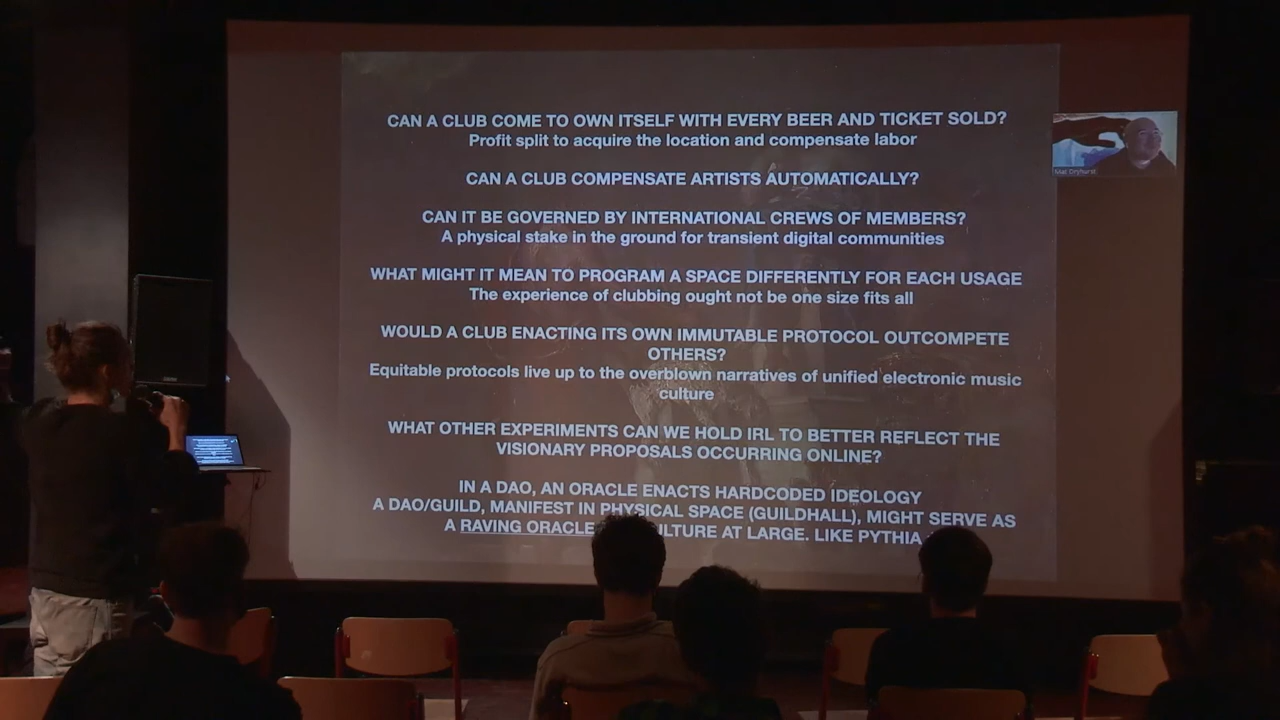 CAN A CLUB COME TO OWN ITSELF WITH EVERY BEER AND TICKET SOLD?
Profit split to acquire the location and compensate labor
CAN A CLUB COMPENSATE ARTISTS AUTOMATICALLY?
CAN IT BE GOVERNED BY INTERNATIONAL CREWS OF MEMBERS?
A physical stake in the ground for transient digital communities
WHAT MIGHT IT MEAN TO PROGRAM A SPACE DIFFERENTLY FOR EACH USAGE
The experience of clubbing ought not be one size fits all
WOULD A CLUB ENACTING ITS OWN IMMUTABLE PROTOCOL OUTCOMPETE
OTHERS?
Equitable protocols live up to the overblown narratives of unified electronic music
culture
WHAT OTHER EXPERIMENTS CAN WE HOLD IRL TO BETTER REFLECT THE
VISIONARY PROPOSALS OCCURRING ONLINE?
IN A DAO, AN ORACLE ENACTS HARDCODED IDEOLOGY
A DAO/GUILD, MANIFEST IN PHYSICAL SPACE (GUILDHALL), MIGHT SERVE AS
A RAVING ORACLE ULTURE AT LARGE. LIKE PYTHIA
Mat Dryhurst